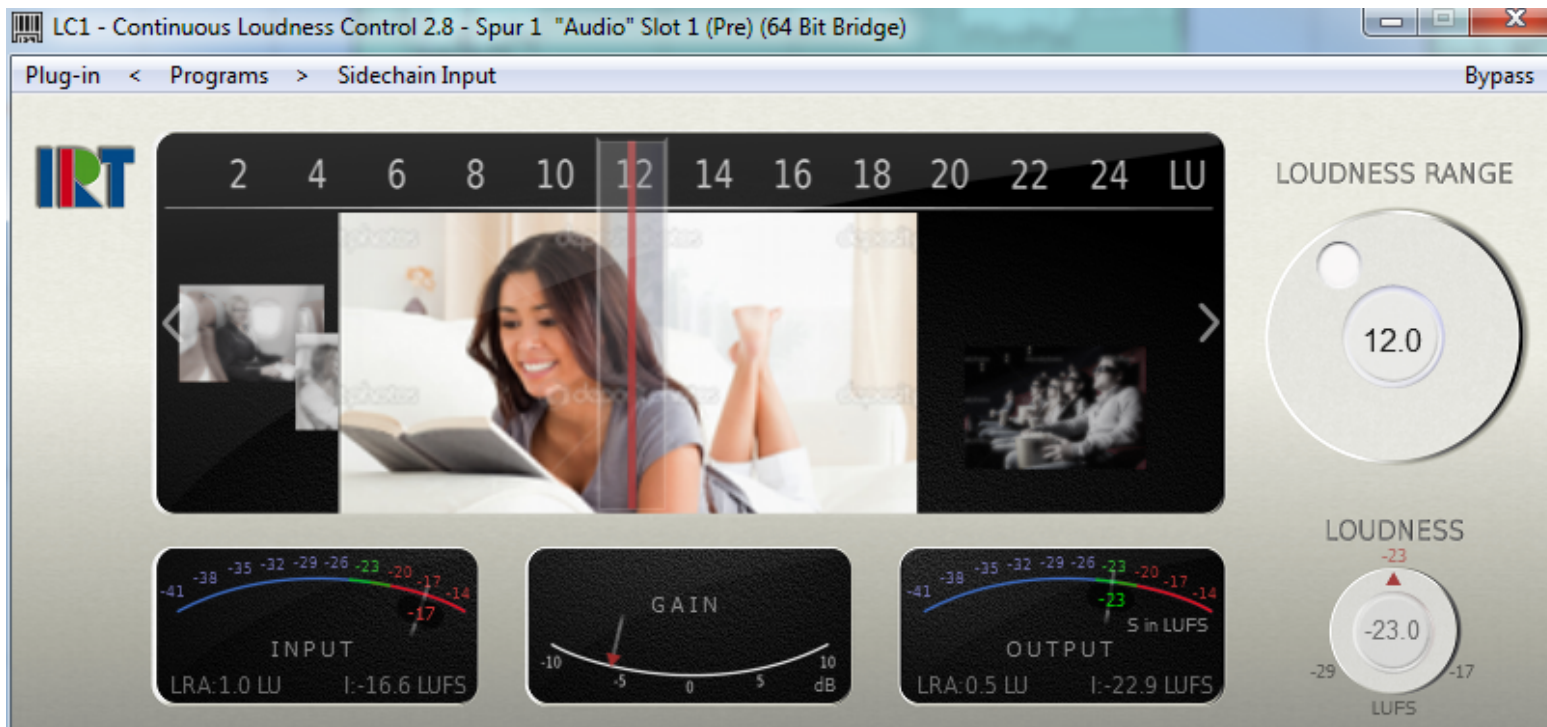 LC1 - Continuous Loudness Control 2.8 - Spur 1 "Audio" Slot 1 (Pre) (64 Bit Bridge)
Plug-in < Programs > Sidechain Input Bypass
IRT
2 4 6 8 10 12 14 16 18 20 22 24 LU
LOUDNESS RANGE
12.0
-41 -38 -35 -32 -29 -26 -23 -20 -17 -14
-17
INPUT
LRA:1.0 LU I:-16.6 LUFS
GAIN
-10 -5 0 5 10
dB
-41 -38 -35 -32 -29 -26 -23 -20 -17 -14
-23
S in LUFS
OUTPUT
LRA:0.5 LU I:-22.9 LUFS
LOUDNESS
-23
-23.0
-29 -17
LUFS